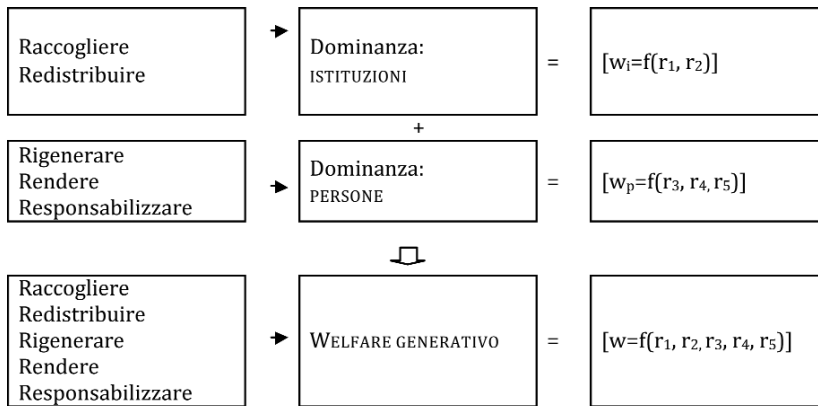 Raccogliere
Redistribuire
Dominanza:
ISTITUZIONI
=
[wᵢ=f(r₁, r₂)]
+
Rigenerare
Rendere
Responsabilizzare
Dominanza:
PERSONE
=
[wₚ=f(r₃, r₄, r₅)]
Raccogliere
Redistribuire
Rigenerare
Rendere
Responsabilizzare
WELFARE GENERATIVO
=
[w=f(r₁, r₂, r₃, r₄, r₅)]